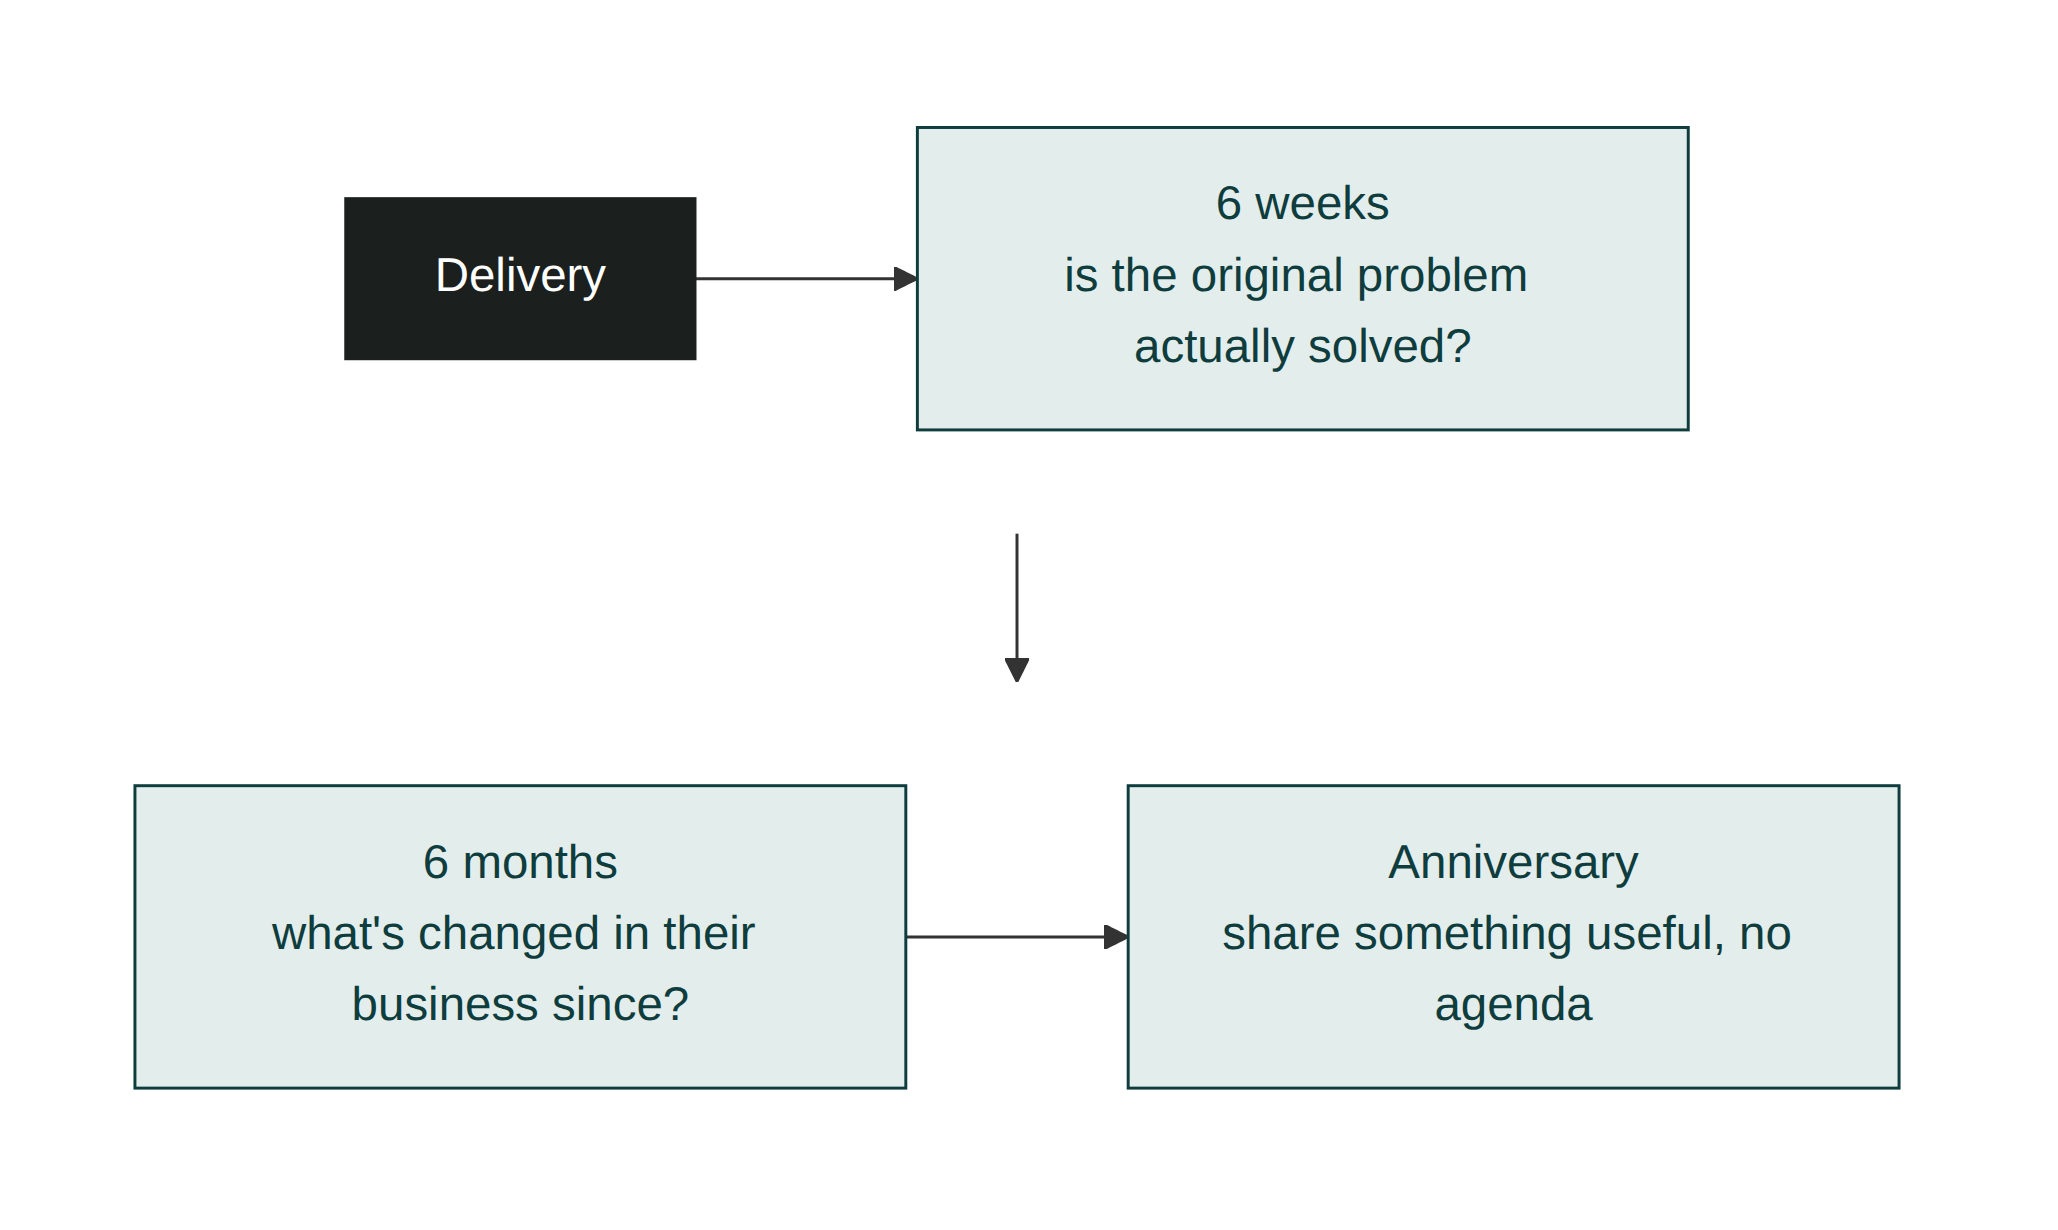 Delivery
6 weeks
is the original problem
actually solved?
6 months
what's changed in their
business since?
Anniversary
share something useful, no
agenda